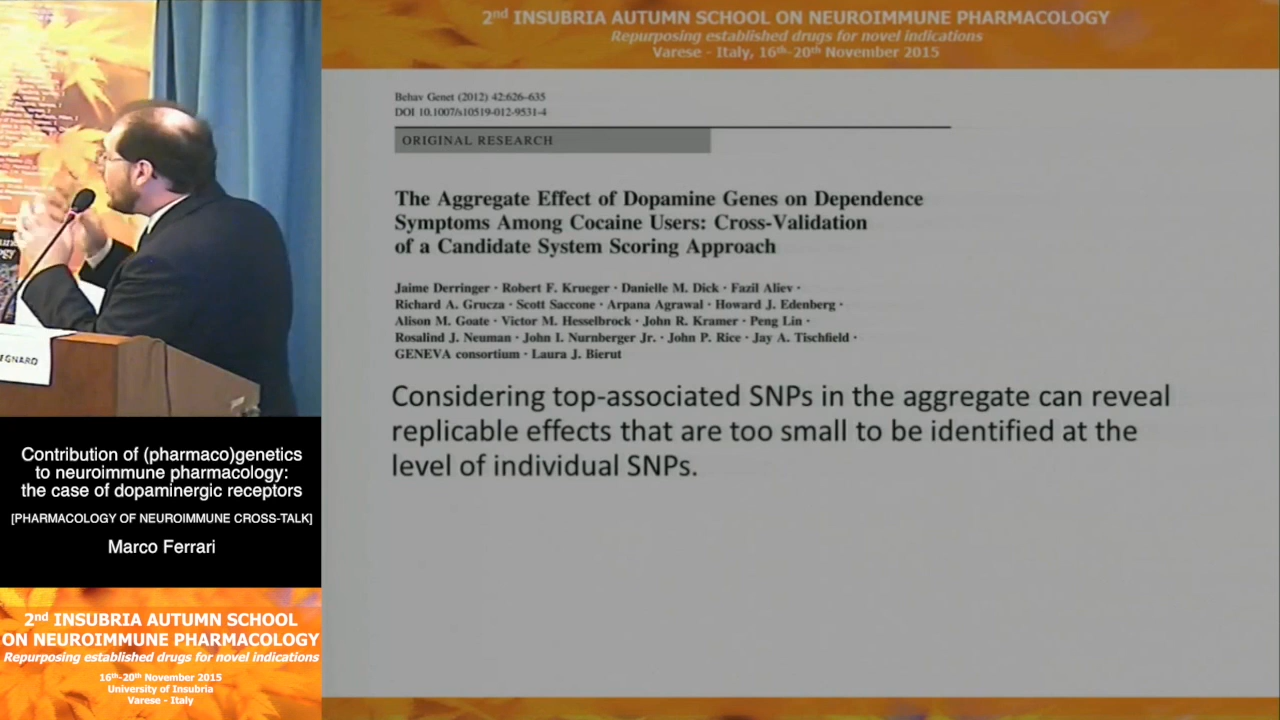 2nd INSUBRIA AUTUMN SCHOOL ON NEUROIMMUNE PHARMACOLOGY
Repurposing established drugs for novel indications
Varese - Italy, 16th-20th November 2015
Behav Genet (2012) 42:626–635
DOI 10.1007/s10519-012-9531-4
ORIGINAL RESEARCH
The Aggregate Effect of Dopamine Genes on Dependence
Symptoms Among Cocaine Users: Cross-Validation
of a Candidate System Scoring Approach
Jaime Derringer · Robert F. Krueger · Danielle M. Dick · Fazil Aliev ·
Richard A. Grucza · Scott Saccone · Arpana Agrawal · Howard J. Edenberg ·
Alison M. Goate · Victor M. Hesselbrock · John R. Kramer · Peng Lin ·
Rosalind J. Neuman · John I. Nurnberger Jr. · John P. Rice · Jay A. Tischfield ·
GENEVA consortium · Laura J. Bierut
Considering top-associated SNPs in the aggregate can reveal
replicable effects that are too small to be identified at the
level of individual SNPs.
EGNARD
Contribution of (pharmaco)genetics
to neuroimmune pharmacology:
the case of dopaminergic receptors
[PHARMACOLOGY OF NEUROIMMUNE CROSS-TALK]
Marco Ferrari
2nd INSUBRIA AUTUMN SCHOOL
ON NEUROIMMUNE PHARMACOLOGY
Repurposing established drugs for novel indications
16th-20th November 2015
University of Insubria
Varese - Italy